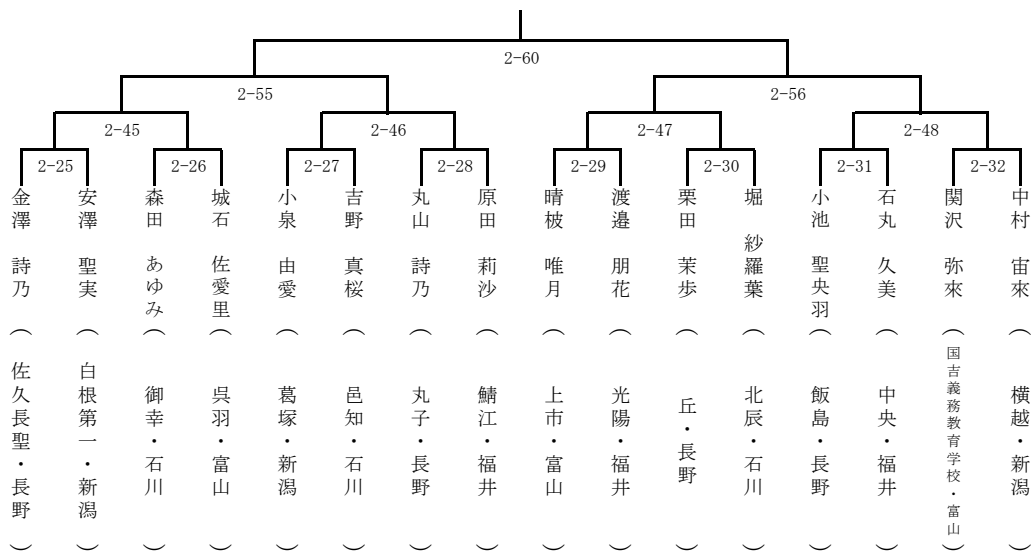 2-60
2-55
2-56
2-45
2-46
2-47
2-48
2-25
2-26
2-27
2-28
2-29
2-30
2-31
2-32
金澤 詩乃（佐久長聖・長野）
安澤 聖実（白根第一・新潟）
森田 あゆみ（御幸・石川）
城石 佐愛里（呉羽・富山）
小泉 由愛（葛塚・新潟）
吉野 真桜（邑知・石川）
丸山 詩乃（丸子・長野）
原田 莉沙（鯖江・福井）
晴柀 唯月（上市・富山）
渡邉 朋花（光陽・福井）
栗田 茉歩（丘・長野）
堀 紗羅葉（北辰・石川）
小池 聖央羽（飯島・長野）
石丸 久美（中央・福井）
関沢 弥來（国吉義務教育学校・富山）
中村 宙來（横越・新潟）